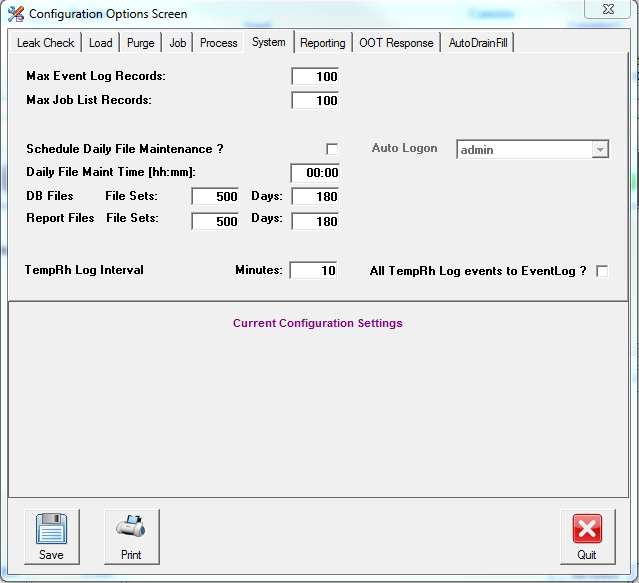 Configuration Options Screen
Leak Check Load Purge Job Process System Reporting OOT Response AutoDrainFill
Max Event Log Records: 100
Max Job List Records: 100
Schedule Daily File Maintenance ? Auto Logon admin
Daily File Maint Time [hh:mm]: 00:00
DB Files File Sets: 500 Days: 180
Report Files File Sets: 500 Days: 180
TempRh Log Interval Minutes: 10 All TempRh Log events to EventLog ?
Current Configuration Settings
Save Print Quit